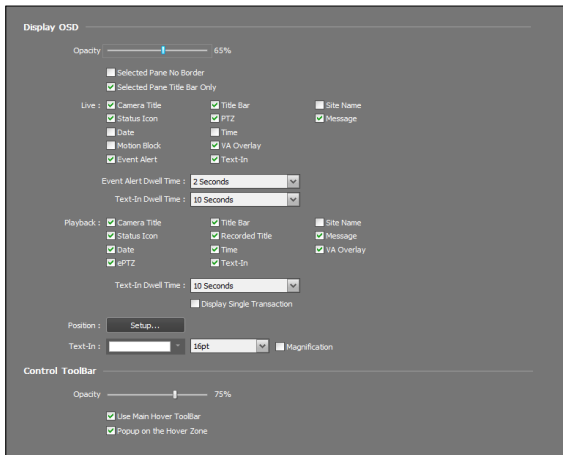 Display OSD
Opacity 65%
Selected Pane No Border
Selected Pane Title Bar Only
Live : Camera Title Title Bar Site Name
Status Icon PTZ Message
Date Time
Motion Block VA Overlay
Event Alert Text-In
Event Alert Dwell Time : 2 Seconds
Text-In Dwell Time : 10 Seconds
Playback : Camera Title Title Bar Site Name
Status Icon Recorded Title Message
Date Time VA Overlay
ePTZ Text-In
Text-In Dwell Time : 10 Seconds
Display Single Transaction
Position : Setup...
Text-In : 16pt Magnification
Control ToolBar
Opacity 75%
Use Main Hover ToolBar
Popup on the Hover Zone